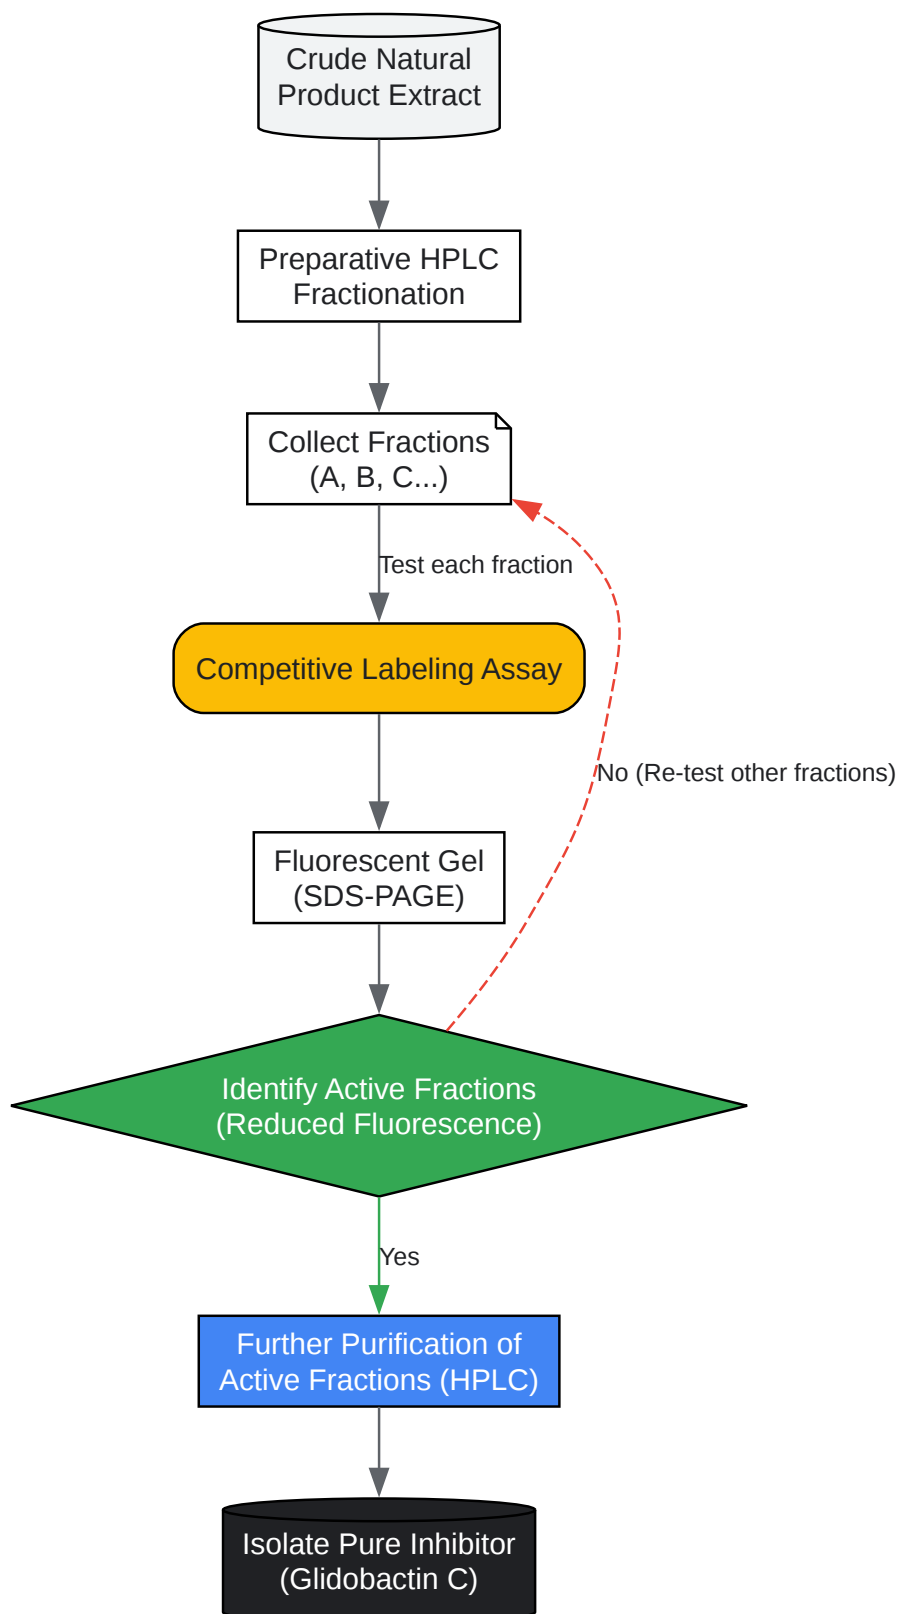 Crude Natural
Product Extract
Preparative HPLC
Fractionation
Collect Fractions
(A, B, C...)
Test each fraction
Competitive Labeling Assay
No (Re-test other fractions)
Fluorescent Gel
(SDS-PAGE)
Identify Active Fractions
(Reduced Fluorescence)
Yes
Further Purification of
Active Fractions (HPLC)
Isolate Pure Inhibitor
(Glidobactin C)